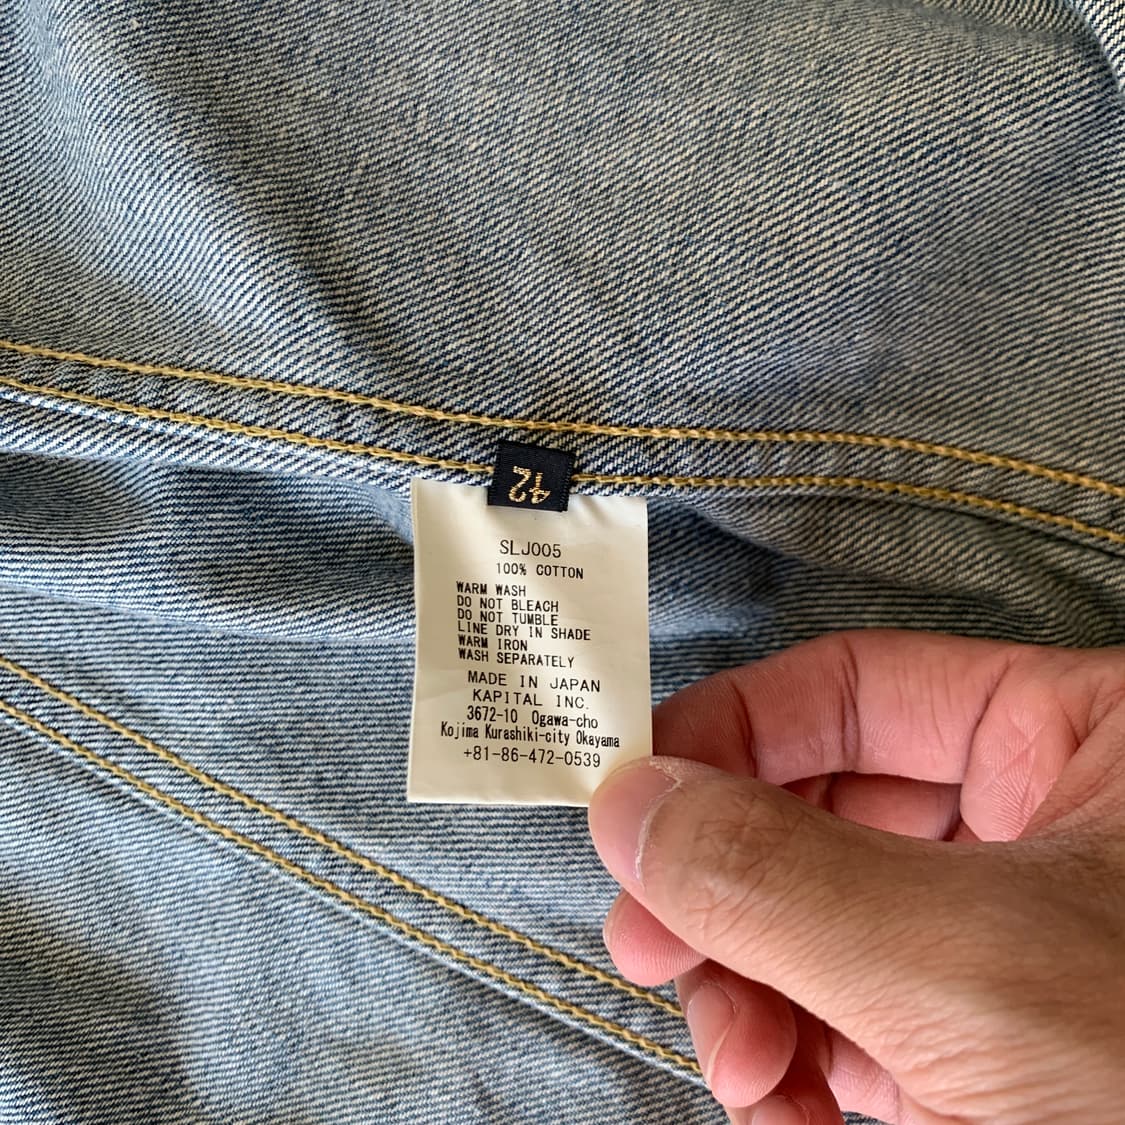 42
SLJ005
100% COTTON
WARM WASH
DO NOT BLEACH
DO NOT TUMBLE
LINE DRY IN SHADE
WARM IRON
WASH SEPARATELY
MADE IN JAPAN
KAPITAL INC.
3672-10 Ogawa-cho
Kojima Kurashiki-city Okayama
+81-86-472-0539